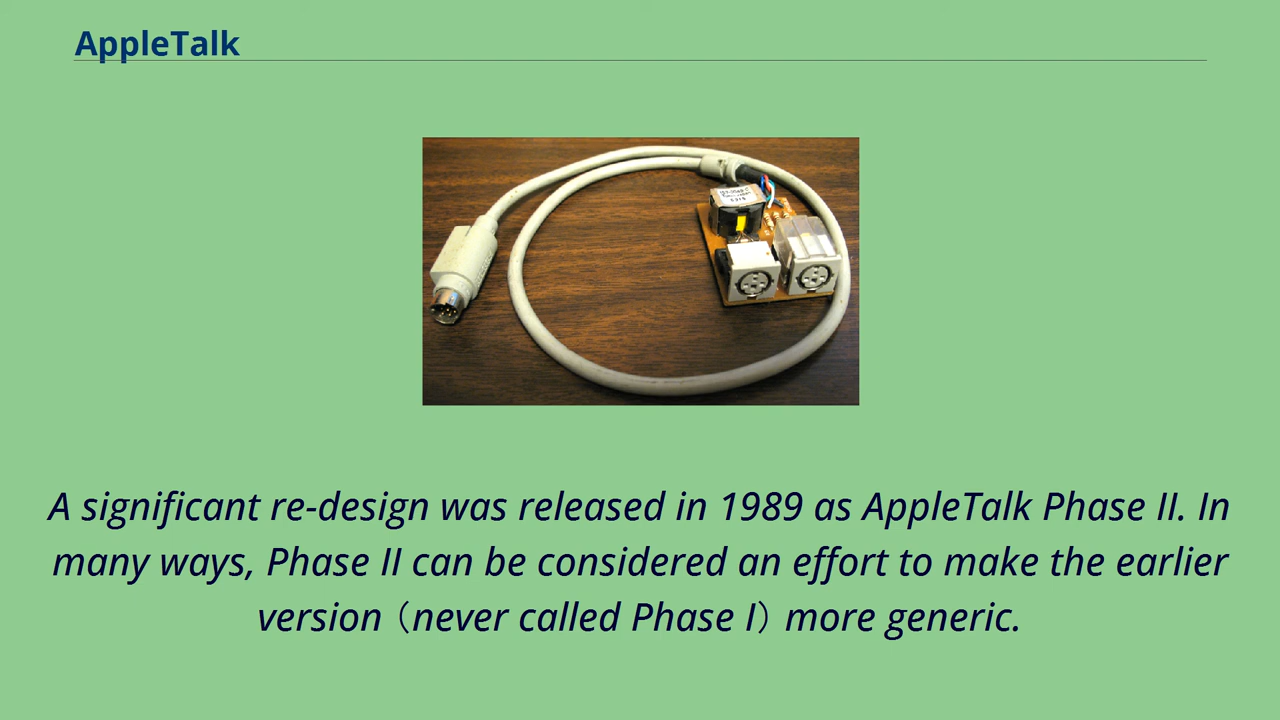 AppleTalk
A significant re-design was released in 1989 as AppleTalk Phase II. In
many ways, Phase II can be considered an effort to make the earlier
version（never called Phase I）more generic.